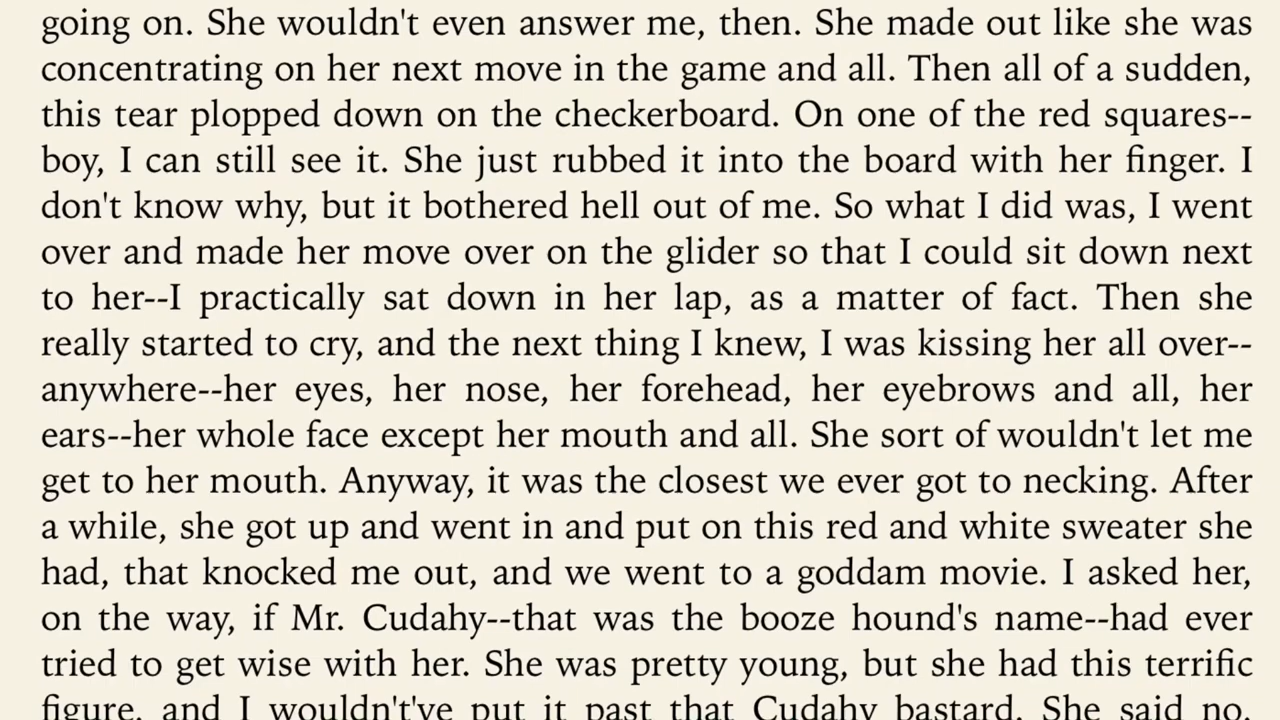 going on. She wouldn't even answer me, then. She made out like she was
concentrating on her next move in the game and all. Then all of a sudden,
this tear plopped down on the checkerboard. On one of the red squares--
boy, I can still see it. She just rubbed it into the board with her finger. I
don't know why, but it bothered hell out of me. So what I did was, I went
over and made her move over on the glider so that I could sit down next
to her--I practically sat down in her lap, as a matter of fact. Then she
really started to cry, and the next thing I knew, I was kissing her all over--
anywhere--her eyes, her nose, her forehead, her eyebrows and all, her
ears--her whole face except her mouth and all. She sort of wouldn't let me
get to her mouth. Anyway, it was the closest we ever got to necking. After
a while, she got up and went in and put on this red and white sweater she
had, that knocked me out, and we went to a goddam movie. I asked her,
on the way, if Mr. Cudahy--that was the booze hound's name--had ever
tried to get wise with her. She was pretty young, but she had this terrific
figure, and I wouldn't've put it past that Cudahy bastard. She said no,